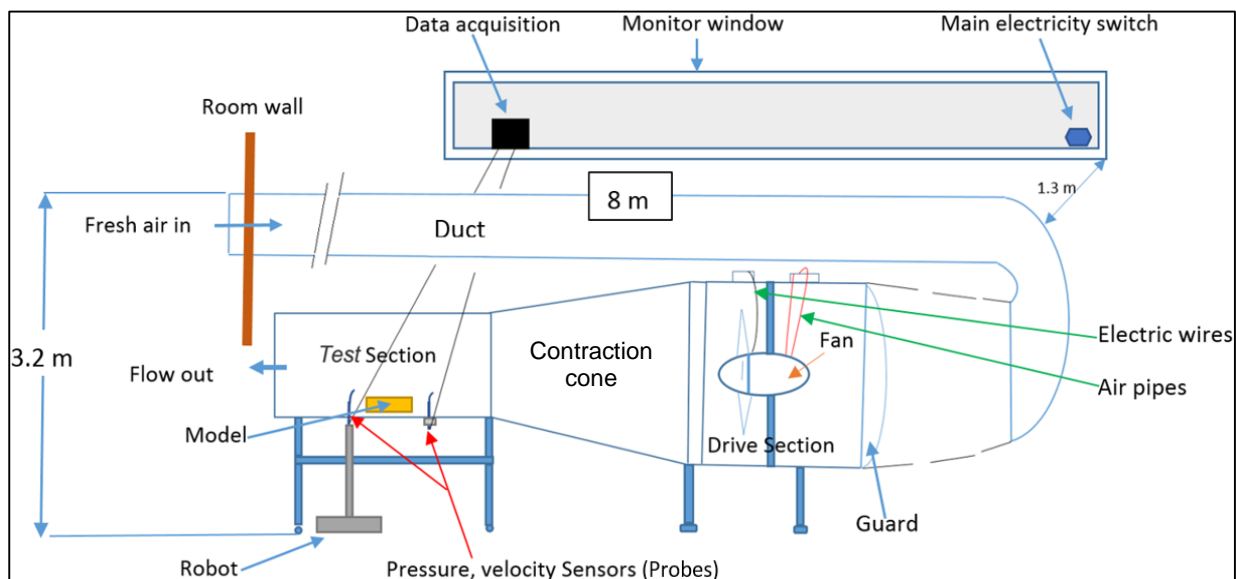 Data acquisition
Monitor window
Main electricity switch
Room wall
1.3 m
8 m
Fresh air in
Duct
Electric wires
Fan
Test Section
Contraction
cone
3.2 m
Flow out
Air pipes
Model
Drive Section
Guard
Robot
Pressure, velocity Sensors (Probes)